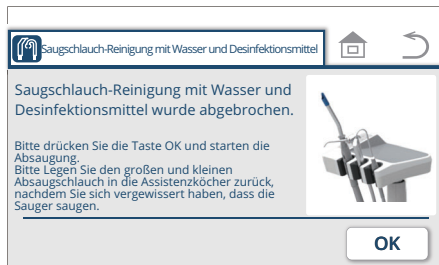 Saugschlauch-Reinigung mit Wasser und Desinfektionsmittel
Saugschlauch-Reinigung mit Wasser und
Desinfektionsmittel wurde abgebrochen.
Bitte drücken Sie die Taste OK und starten die
Absaugung.
Bitte Legen Sie den großen und kleinen
Absaugschlauch in die Assistenzköcher zurück,
nachdem Sie sich vergewissert haben, dass die
Sauger saugen.
OK